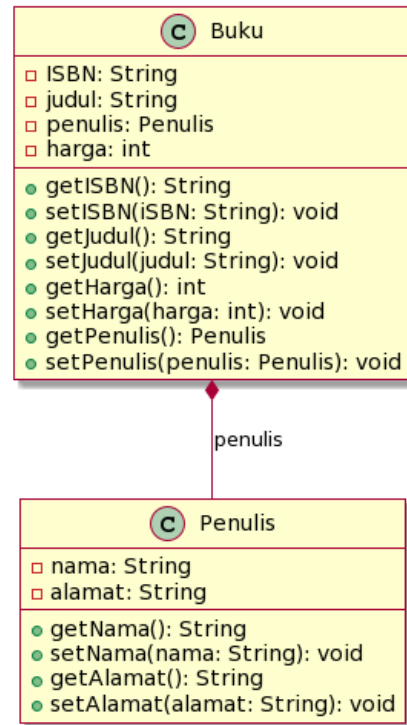 C Buku
ISBN: String
judul: String
penulis: Penulis
harga: int
getISBN(): String
setISBN(iSBN: String): void
getJudul(): String
setJudul(judul: String): void
getHarga(): int
setHarga(harga: int): void
getPenulis(): Penulis
setPenulis(penulis: Penulis): void
penulis
C Penulis
nama: String
alamat: String
getNama(): String
setNama(nama: String): void
getAlamat(): String
setAlamat(alamat: String): void